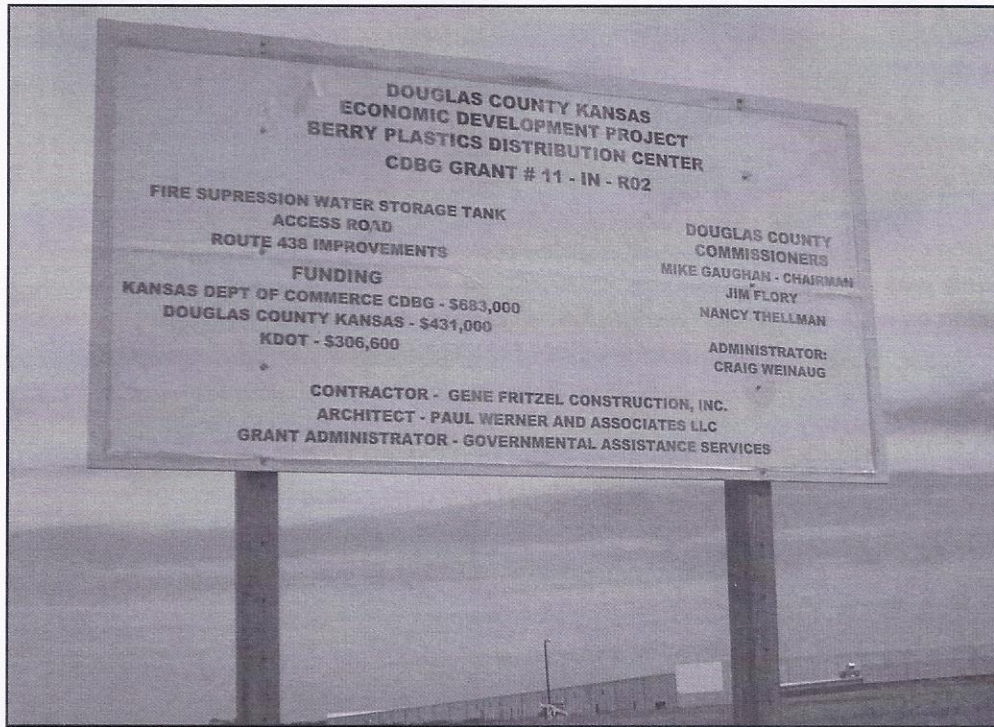 DOUGLAS COUNTY KANSAS
ECONOMIC DEVELOPMENT PROJECT
BERRY PLASTICS DISTRIBUTION CENTER
CDBG GRANT # 11 - IN - R02
FIRE SUPRESSION WATER STORAGE TANK
ACCESS ROAD
ROUTE 438 IMPROVEMENTS
FUNDING
KANSAS DEPT OF COMMERCE CDBG - $683,000
DOUGLAS COUNTY KANSAS - $431,000
KDOT - $306,600
DOUGLAS COUNTY
COMMISSIONERS
MIKE GAUGHAN - CHAIRMAN
JIM FLORY
NANCY THELLMAN
ADMINISTRATOR:
CRAIG WEINAUG
CONTRACTOR - GENE FRITZEL CONSTRUCTION, INC.
ARCHITECT - PAUL WERNER AND ASSOCIATES LLC
GRANT ADMINISTRATOR - GOVERNMENTAL ASSISTANCE SERVICES